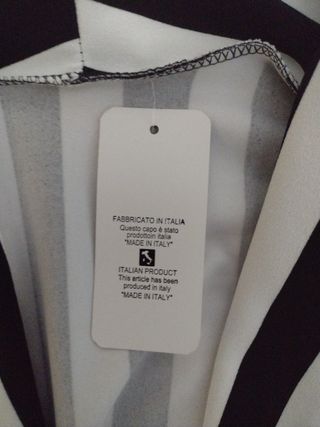 FABBRICATO IN ITALIA
Questo capo è stato
prodottoin italia
"MADE IN ITALY"
ITALIAN PRODUCT
This article has been
produced in italy
"MADE IN ITALY"